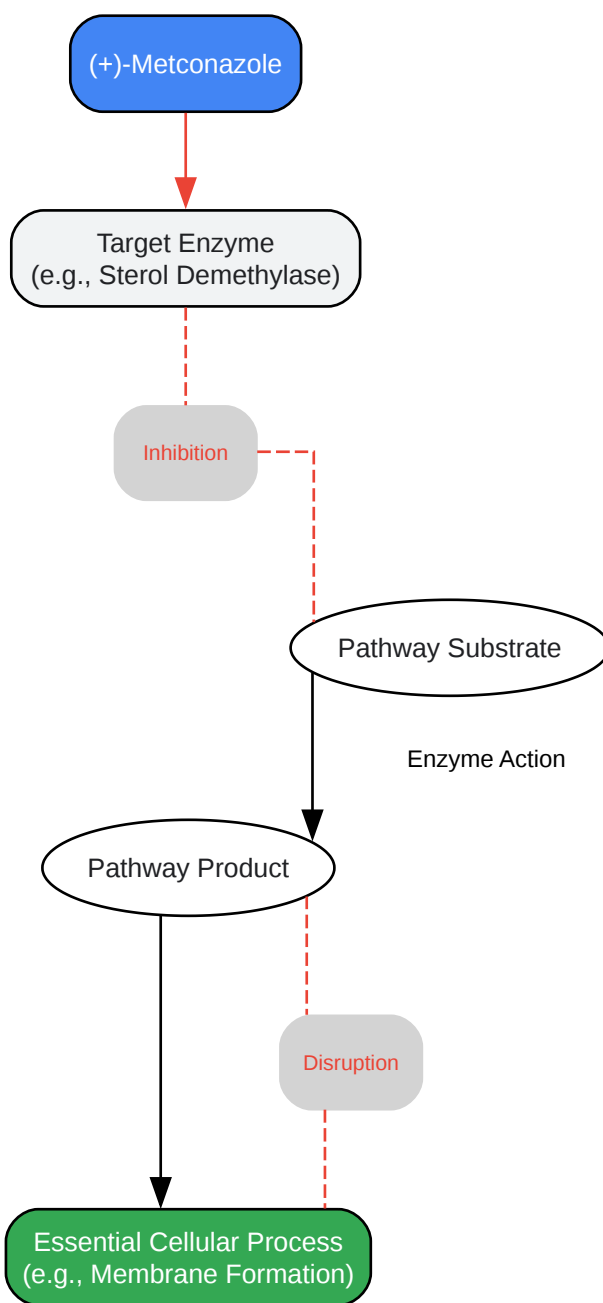 (+)-Metconazole
Target Enzyme
(e.g., Sterol Demethylase)
Inhibition
Pathway Substrate
Enzyme Action
Pathway Product
Disruption
Essential Cellular Process
(e.g., Membrane Formation)